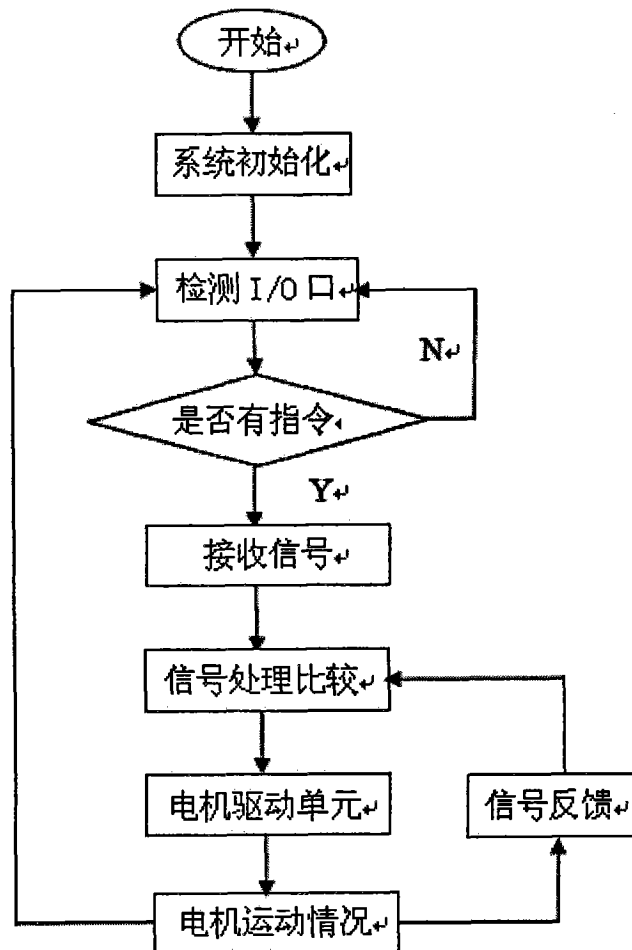 开始
系统初始化
检测 I/O 口
N
是否有指令
Y
接收信号
信号处理比较
电机驱动单元
信号反馈
电机运动情况